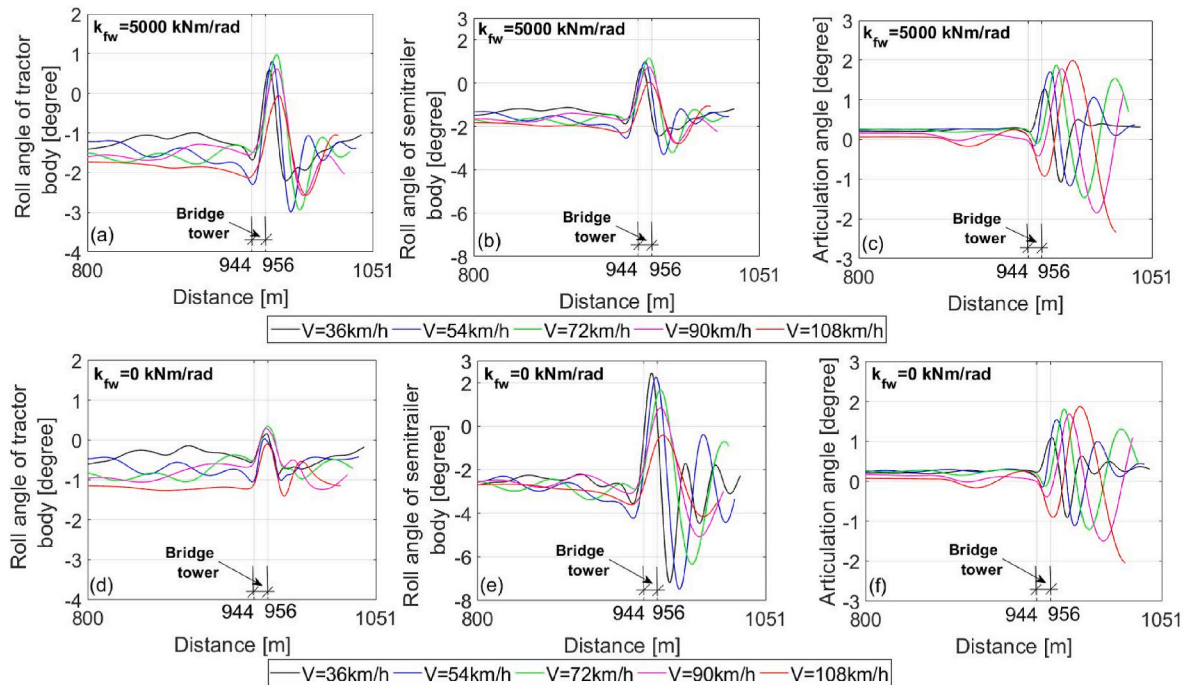 k_fw=5000 kNm/rad
Roll angle of tractor
body [degree]
3
2
1
0
-1
-2
-3
-4
(a)
Bridge
tower
800
944 956
1051
Distance [m]
k_fw=5000 kNm/rad
Roll angle of semitrailer
body [degree]
3
2
0
-2
-4
-6
-8
(b)
Bridge
tower
800
944 956
1051
Distance [m]
k_fw=5000 kNm/rad
Articulation angle [degree]
3
2
1
0
-1
-2
-3
(c)
Bridge
tower
800
944 956
1051
Distance [m]
V=36km/h V=54km/h V=72km/h V=90km/h V=108km/h
k_fw=0 kNm/rad
Roll angle of tractor
body [degree]
2
1
0
-1
-2
-3
-4
(d)
Bridge
tower
800
944 956
1051
Distance [m]
k_fw=0 kNm/rad
Roll angle of semitrailer
body [degree]
3
2
0
-2
-4
-6
-8
(e)
Bridge
tower
800
944 956
1051
Distance [m]
k_fw=0 kNm/rad
Articulation angle [degree]
3
2
1
0
-1
-2
-3
(f)
Bridge
tower
800
944 956
1051
Distance [m]
V=36km/h V=54km/h V=72km/h V=90km/h V=108km/h